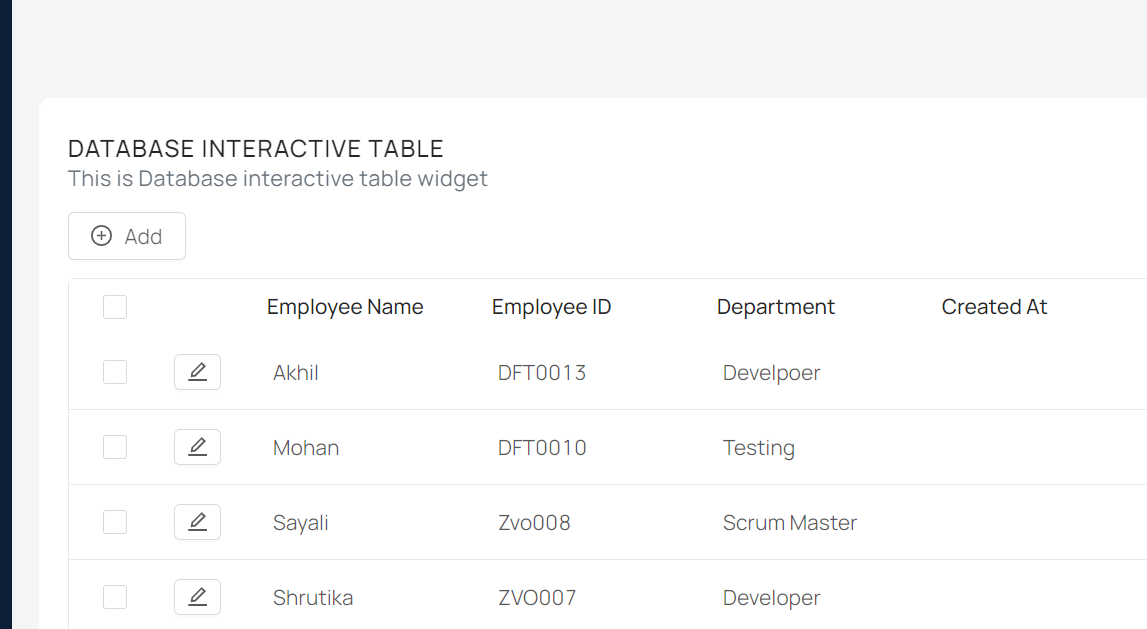 DATABASE INTERACTIVE TABLE
This is Database interactive table widget
Add
Employee Name Employee ID Department Created At
Akhil DFT0013 Develpoer
Mohan DFT0010 Testing
Sayali Zvo008 Scrum Master
Shrutika ZVO007 Developer